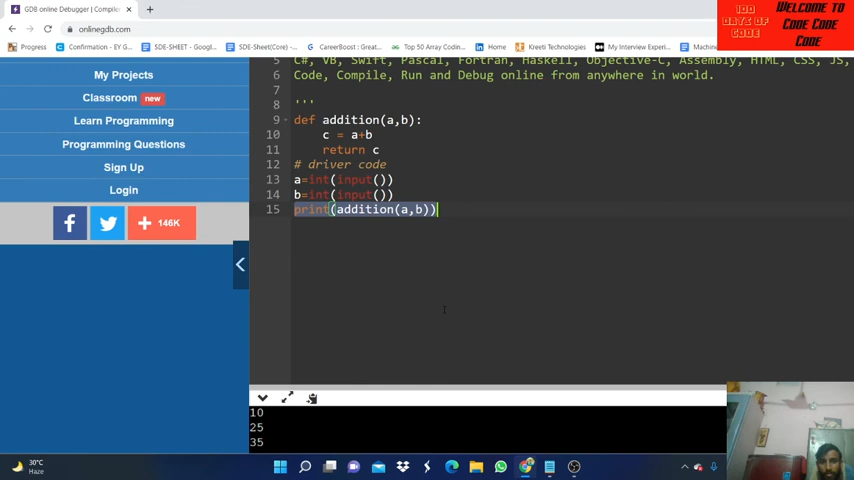 GDB online Debugger | Compiler
onlinegdb.com
100 DAYS OF CODE
WELCOME TO CODE CODE CODE
Progress
Confirmation - EY G...
SDE-SHEET - Googl...
SDE-Sheet(Core) -...
CareerBoost : Great...
Top 50 Array Codin...
Home
Kreeti Technologies
My Interview Experi...
Machin
My Projects
Classroom new
Learn Programming
Programming Questions
Sign Up
Login
146K
5 C#, VB, Swift, Pascal, Fortran, Haskell, Objective-C, Assembly, HTML, CSS, JS,
6 Code, Compile, Run and Debug online from anywhere in world.
7
8 '''
9 def addition(a,b):
10 c = a+b
11 return c
12 # driver code
13 a=int(input())
14 b=int(input())
15 print(addition(a,b))
10
25
35
30°C
Haze